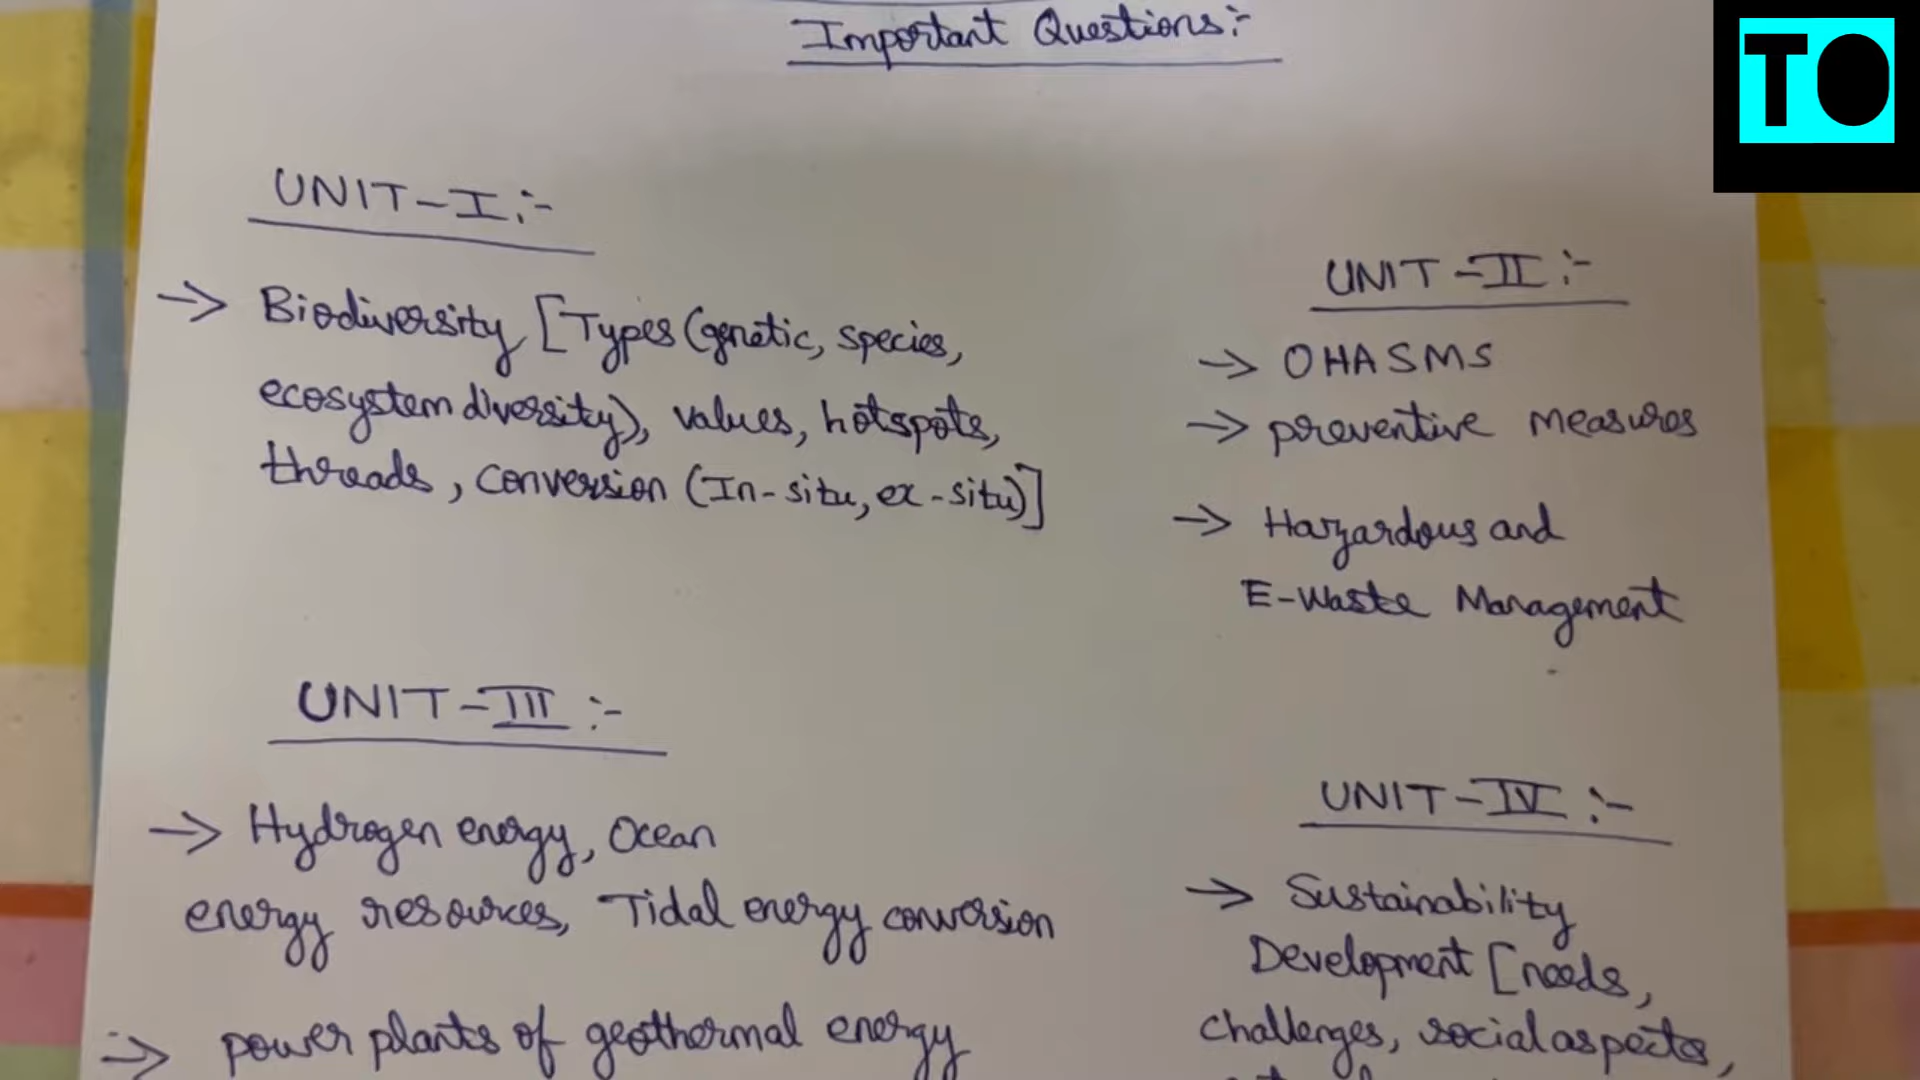 Important Questions:-
TO
UNIT-I:-
→ Biodiversity [Types (genetic, species,
ecosystem diversity), values, hotspots,
threads, conversion (In-situ, ex-situ)]
UNIT-II:-
→ OHASMS
→ preventive measures
→ Hazardous and
E-Waste Management
UNIT-III:-
→ Hydrogen energy, Ocean
energy resources, Tidal energy conversion
→ power plants of geothermal energy
UNIT-IV:-
→ Sustainability
Development [needs,
challenges, social aspects,